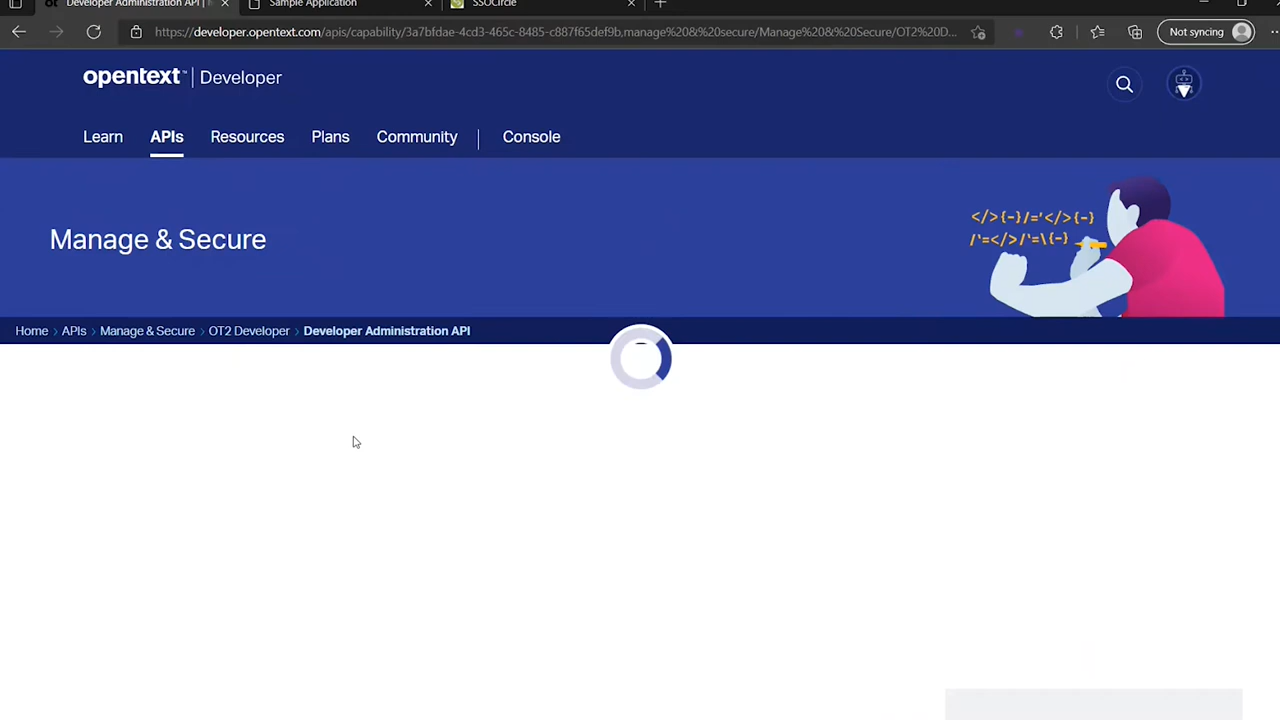 Developer Administration API |
Sample Application
SSOCircle
https://developer.opentext.com/apis/capability/3a7bfdae-4cd3-465c-8485-c887f65def9b,manage%20&%20secure/Manage%20&%20Secure/OT2%20D...
Not syncing
opentext™ | Developer
Learn APIs Resources Plans Community | Console
Manage & Secure
</>{-}/='</>{-}
/'=</>/'=\{-}
Home > APIs > Manage & Secure > OT2 Developer > Developer Administration API